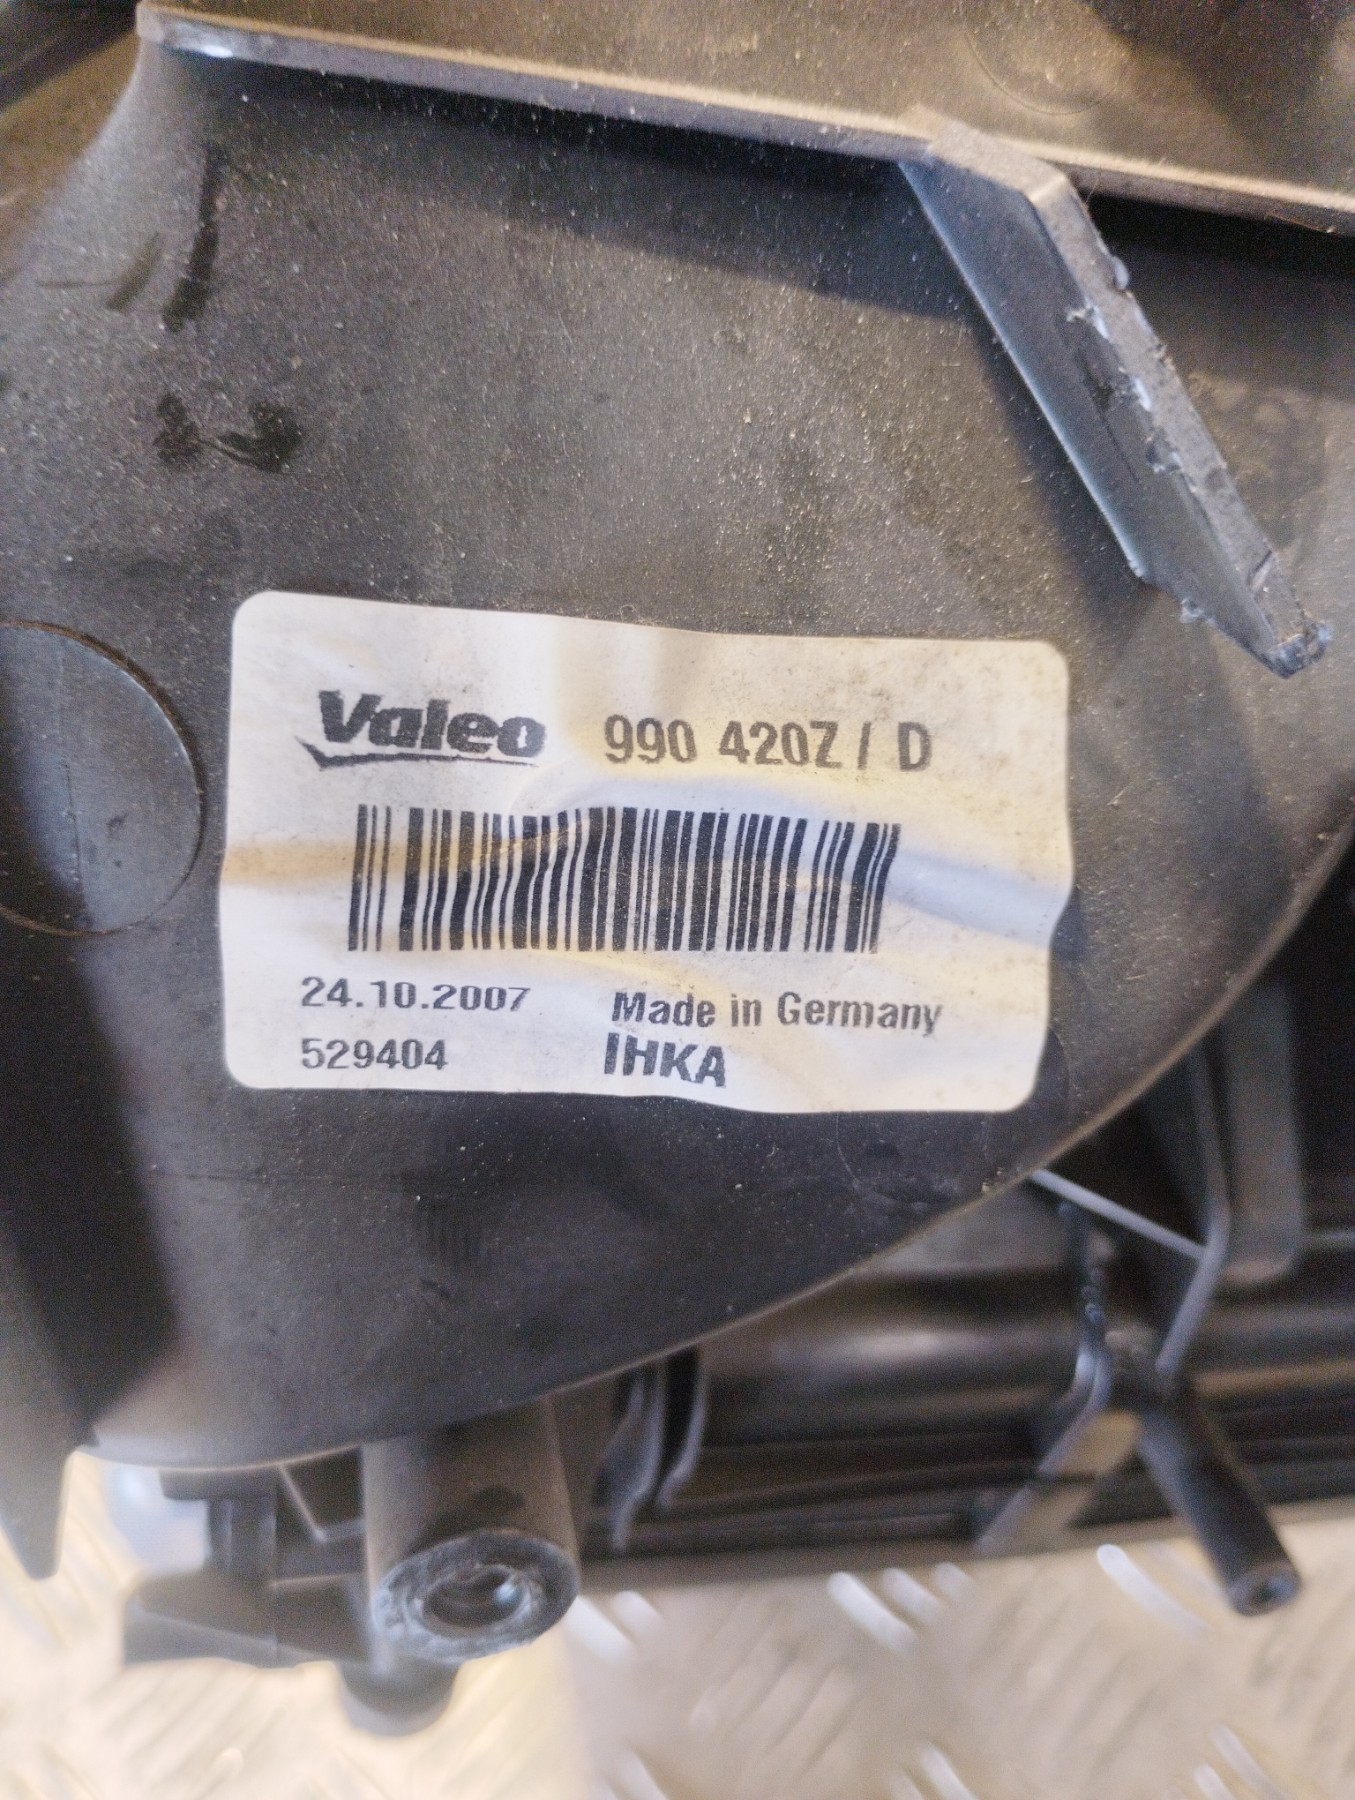 Valeo 990 420Z / D
24.10.2007 Made in Germany
529404 IHKA